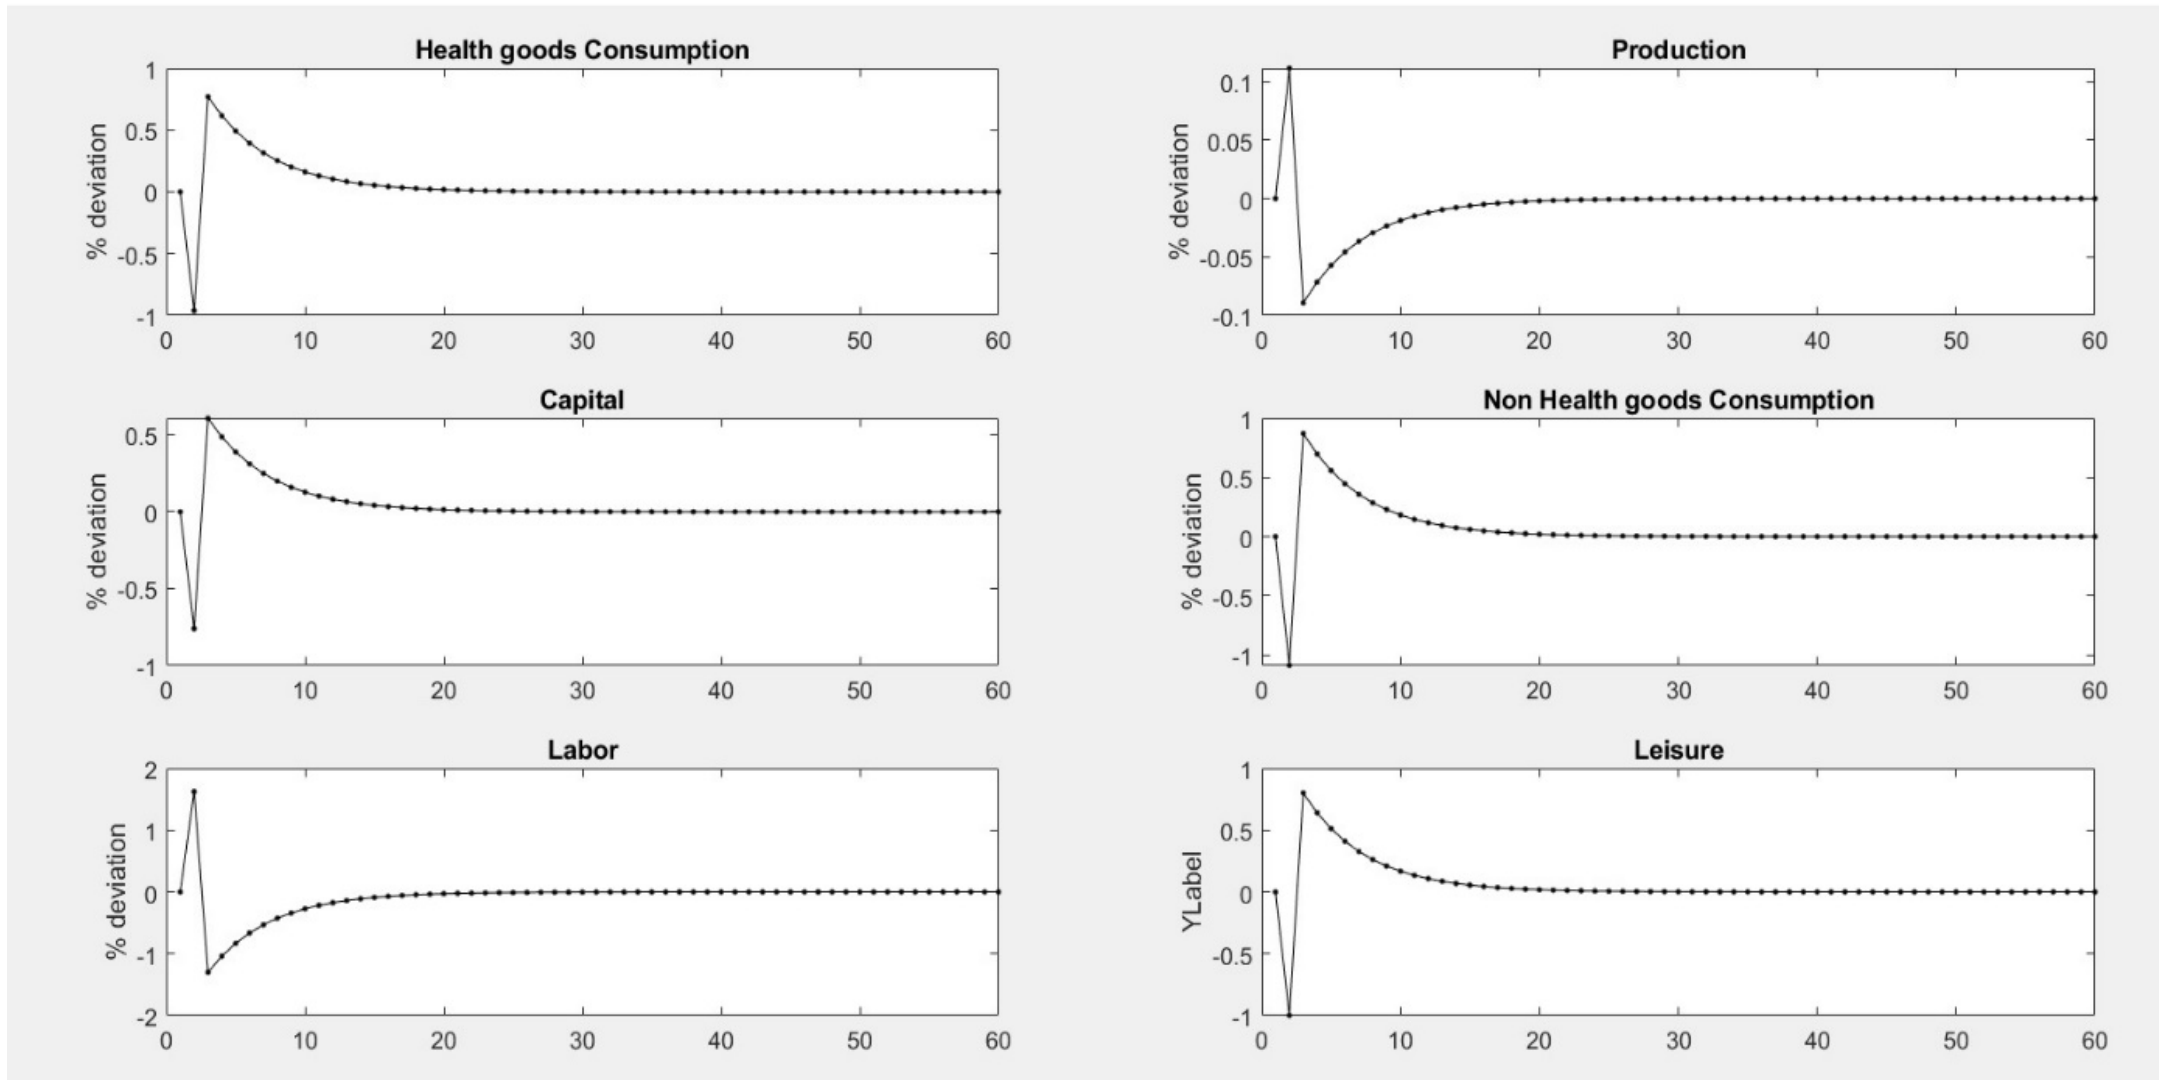 Health goods Consumption
% deviation
1
0.5
0
-0.5
-1
0 10 20 30 40 50 60
Production
% deviation
0.1
0.05
0
-0.05
-0.1
0 10 20 30 40 50 60
Capital
% deviation
0.5
0
-0.5
-1
0 10 20 30 40 50 60
Non Health goods Consumption
% deviation
1
0.5
0
-0.5
-1
0 10 20 30 40 50 60
Labor
% deviation
2
1
0
-1
-2
0 10 20 30 40 50 60
Leisure
YLabel
1
0.5
0
-0.5
-1
0 10 20 30 40 50 60